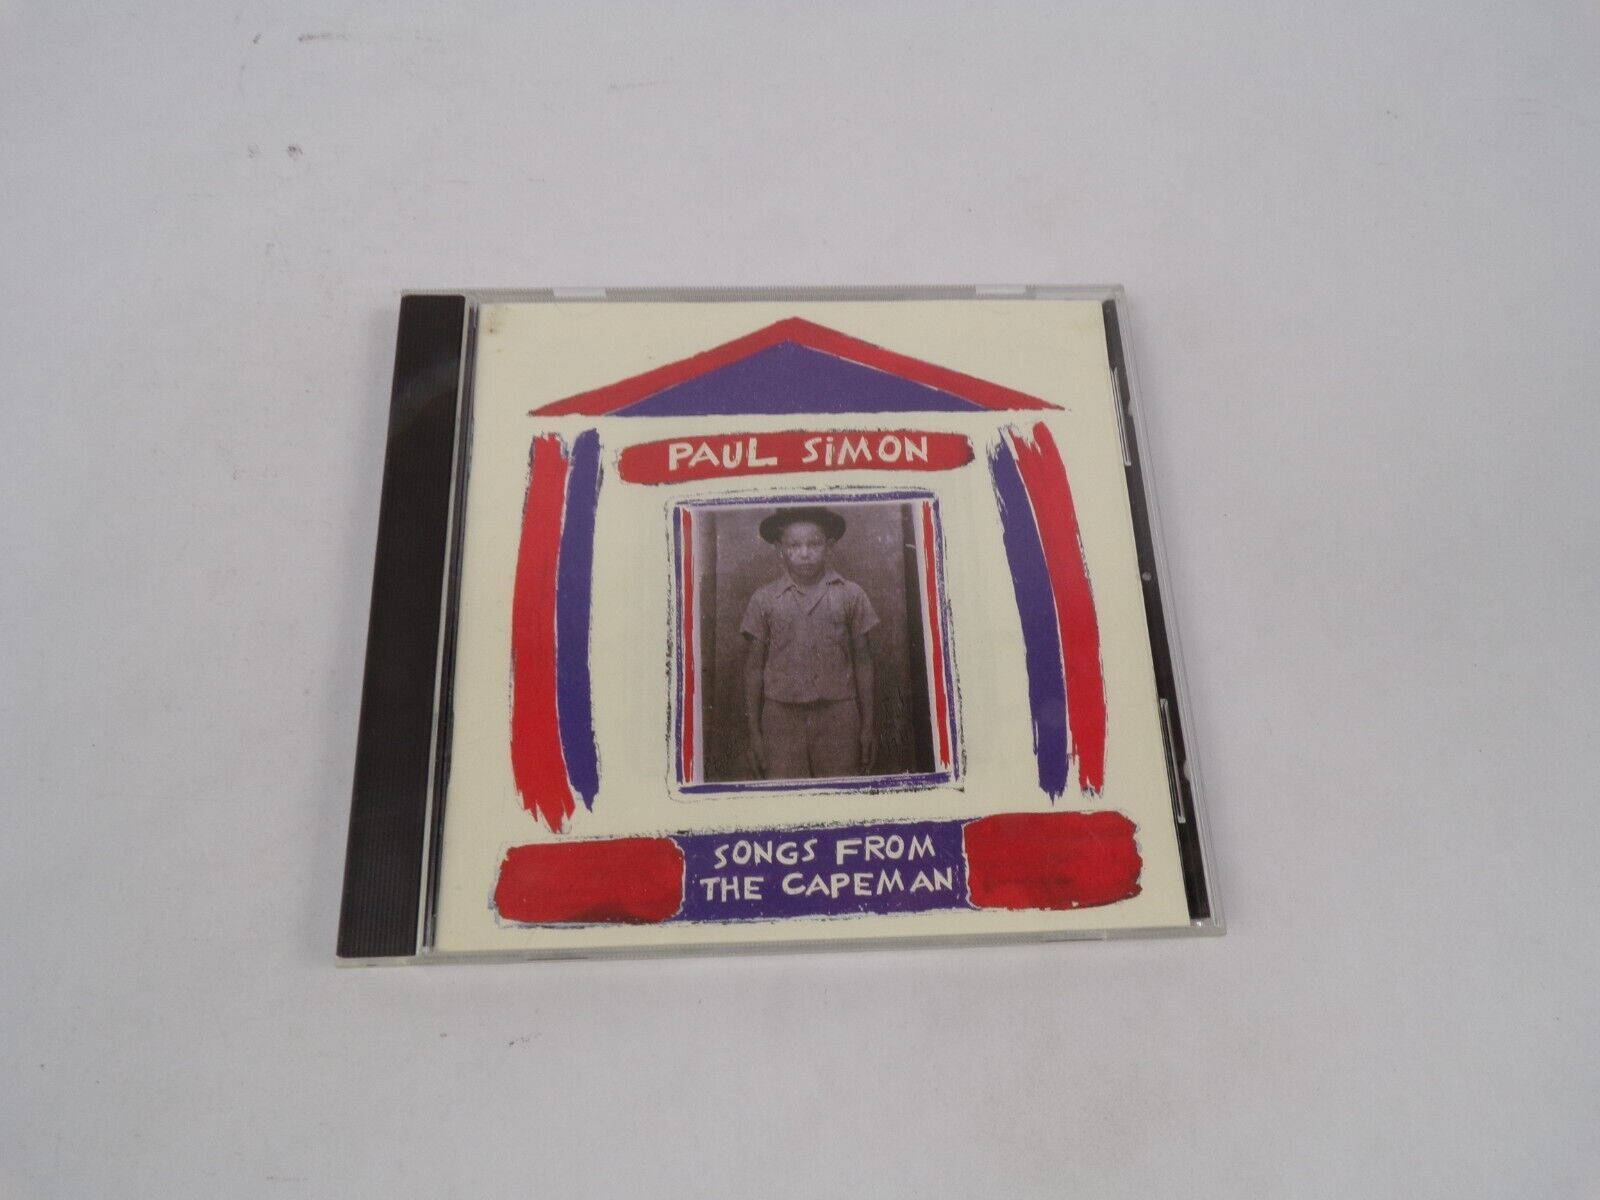 PAUL SiMON
SONGS FROM
THE CAPEMAN